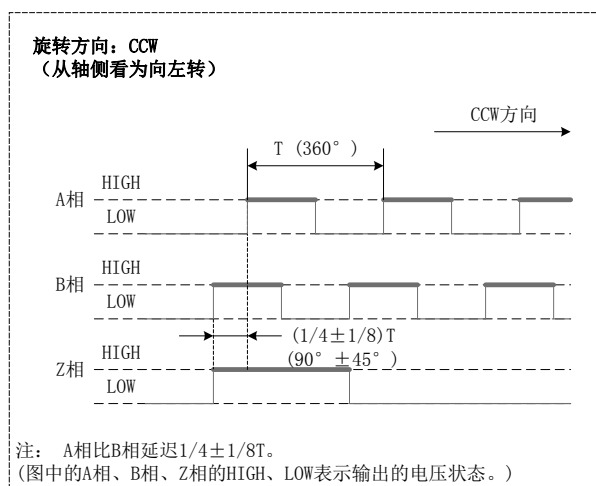 旋转方向：CCW
（从轴侧看为向左转）
CCW方向
T (360°)
HIGH
A相
LOW
HIGH
B相
LOW
(1/4±1/8)T
(90°±45°)
HIGH
Z相
LOW
注： A相比B相延迟1/4±1/8T。
(图中的A相、B相、Z相的HIGH、LOW表示输出的电压状态。)